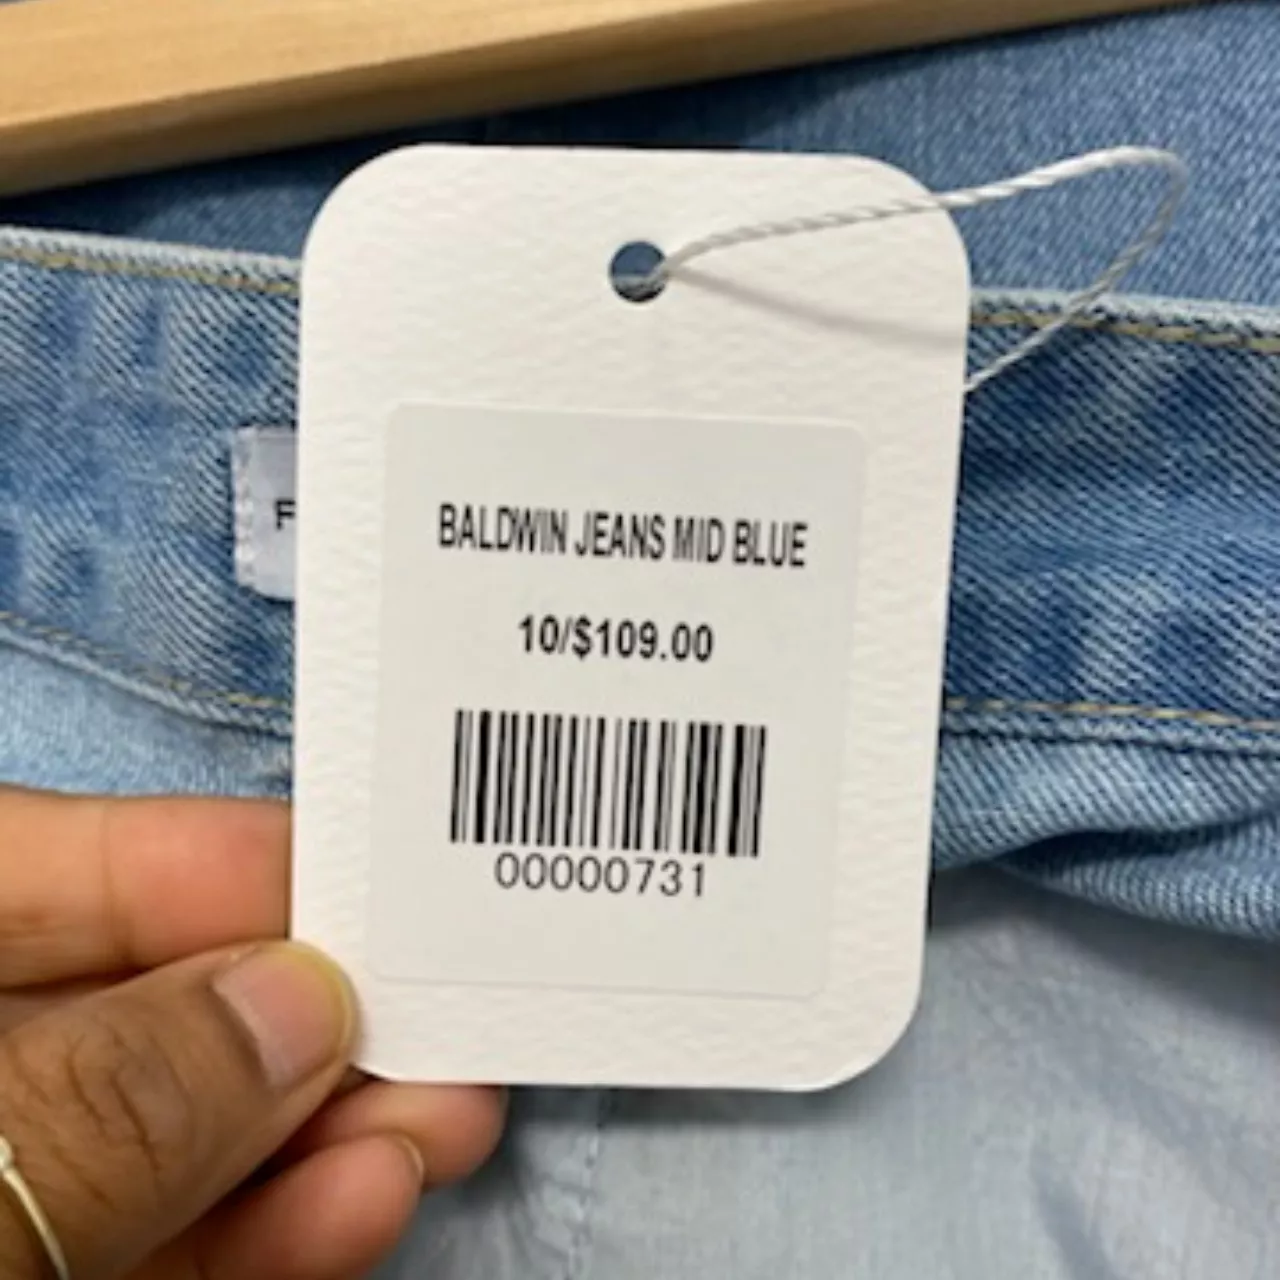 F
BALDWIN JEANS MID BLUE
10/$109.00
00000731